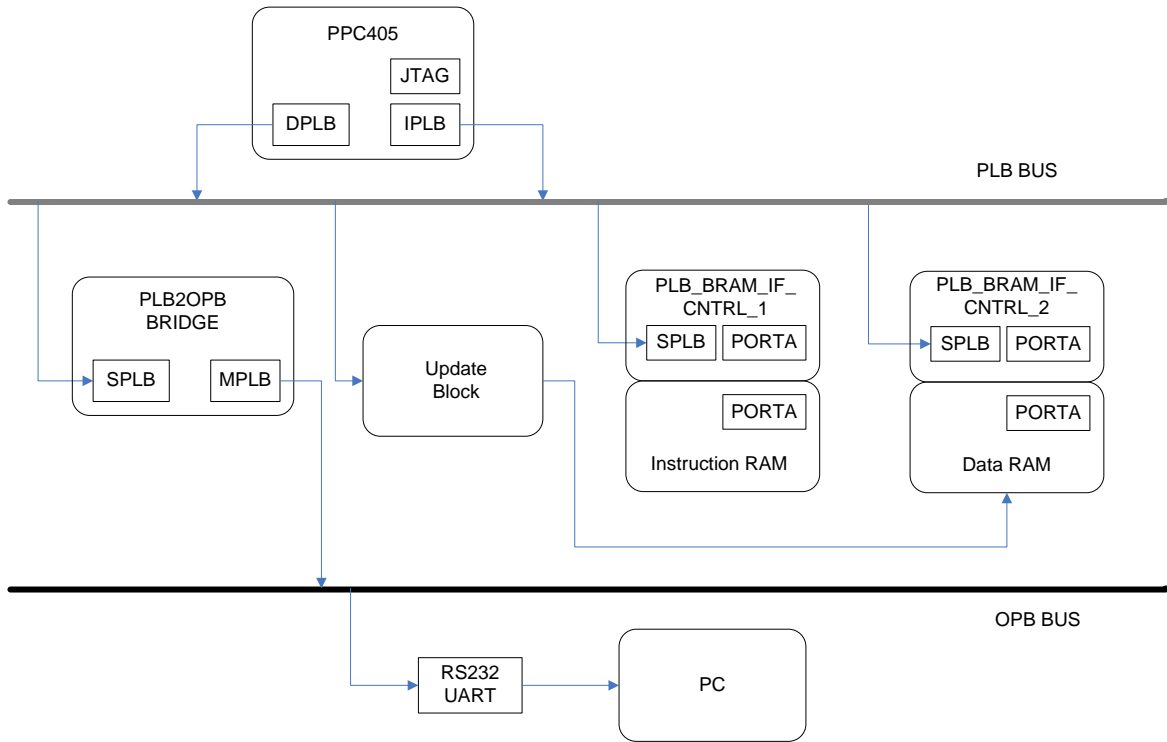 PPC405
JTAG
DPLB
IPLB
PLB BUS
PLB2OPB
BRIDGE
SPLB
MPLB
Update
Block
PLB_BRAM_IF_
CNTRL_1
SPLB
PORTA
PORTA
Instruction RAM
PLB_BRAM_IF_
CNTRL_2
SPLB
PORTA
PORTA
Data RAM
OPB BUS
RS232
UART
PC